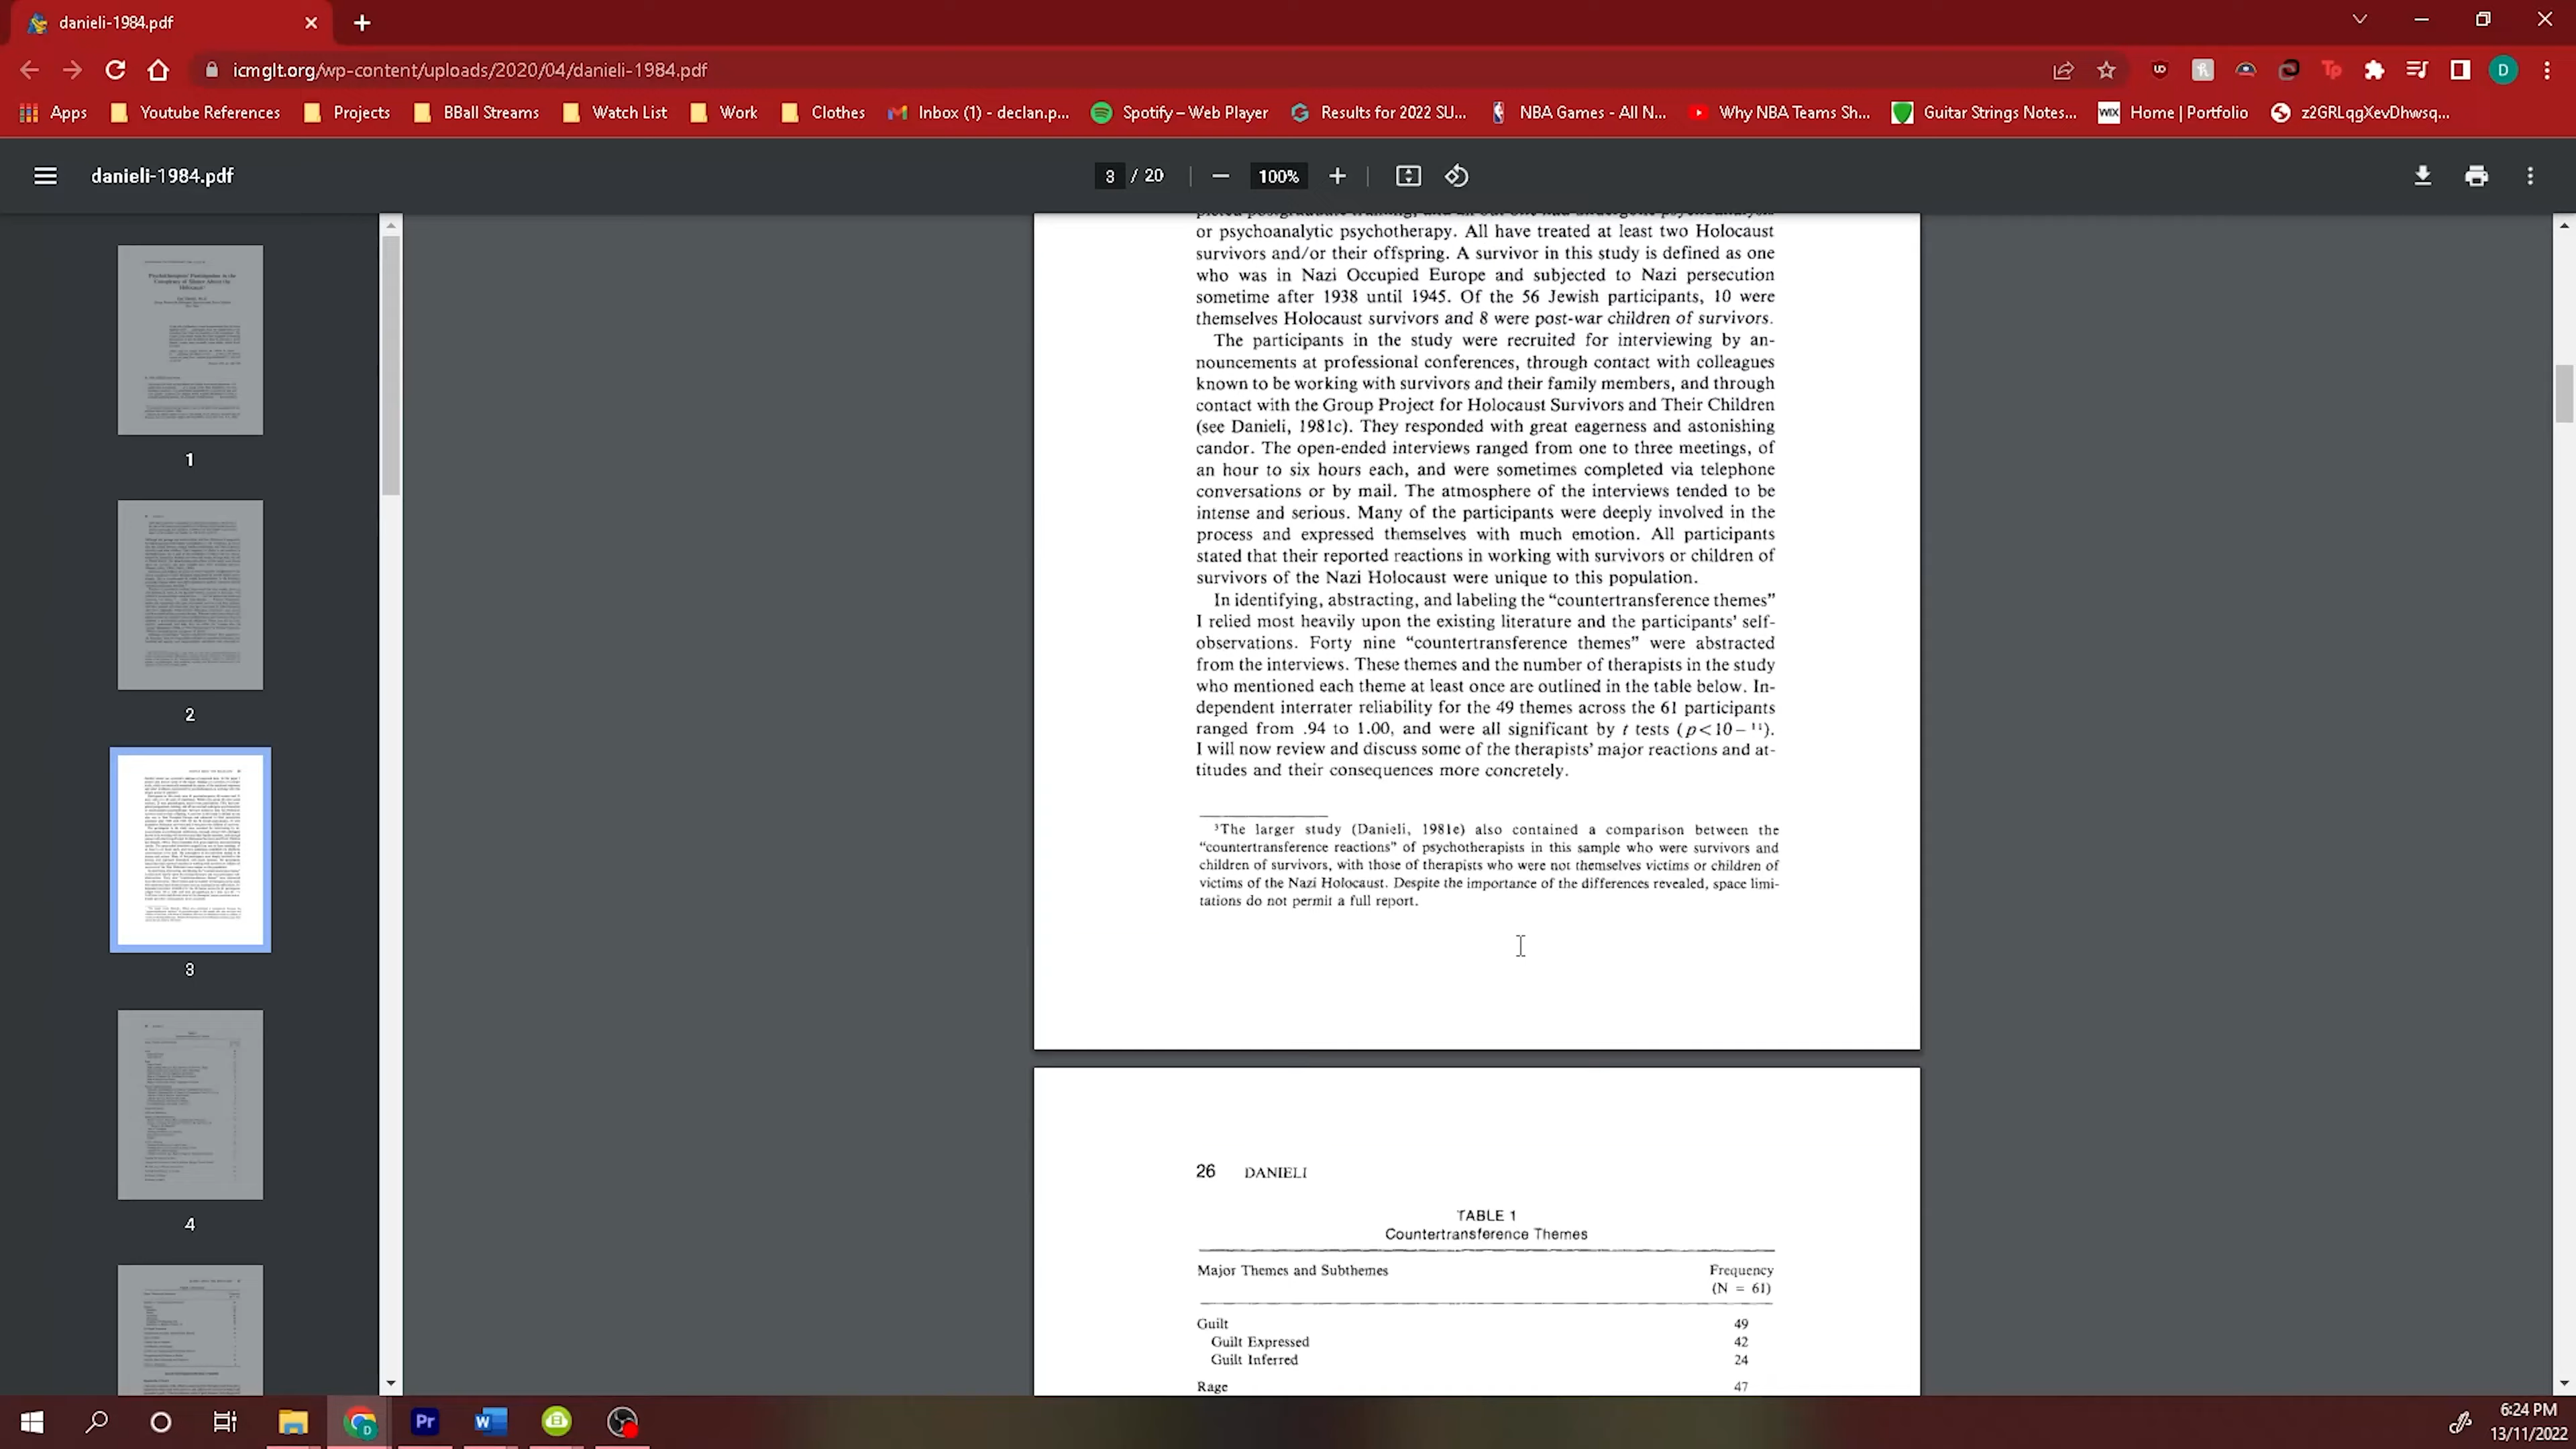 danieli-1984.pdf
icmglt.org/wp-content/uploads/2020/04/danieli-1984.pdf
Apps Youtube References Projects BBall Streams Watch List Work Clothes Inbox (1) - declan.p... Spotify – Web Player Results for 2022 SU... NBA Games - All N... Why NBA Teams Sh... Guitar Strings Notes... Home | Portfolio z2GRLqgXevDhwsq...
danieli-1984.pdf 3 / 20 100%
1
2
3
4
or psychoanalytic psychotherapy. All have treated at least two Holocaust
survivors and/or their offspring. A survivor in this study is defined as one
who was in Nazi Occupied Europe and subjected to Nazi persecution
sometime after 1938 until 1945. Of the 56 Jewish participants, 10 were
themselves Holocaust survivors and 8 were post-war children of survivors.
The participants in the study were recruited for interviewing by an-
nouncements at professional conferences, through contact with colleagues
known to be working with survivors and their family members, and through
contact with the Group Project for Holocaust Survivors and Their Children
(see Danieli, 1981c). They responded with great eagerness and astonishing
candor. The open-ended interviews ranged from one to three meetings, of
an hour to six hours each, and were sometimes completed via telephone
conversations or by mail. The atmosphere of the interviews tended to be
intense and serious. Many of the participants were deeply involved in the
process and expressed themselves with much emotion. All participants
stated that their reported reactions in working with survivors or children of
survivors of the Nazi Holocaust were unique to this population.
In identifying, abstracting, and labeling the “countertransference themes”
I relied most heavily upon the existing literature and the participants’ self-
observations. Forty nine “countertransference themes” were abstracted
from the interviews. These themes and the number of therapists in the study
who mentioned each theme at least once are outlined in the table below. In-
dependent interrater reliability for the 49 themes across the 61 participants
ranged from .94 to 1.00, and were all significant by t tests (p<10−¹¹).
I will now review and discuss some of the therapists’ major reactions and at-
titudes and their consequences more concretely.
³The larger study (Danieli, 1981e) also contained a comparison between the
“countertransference reactions” of psychotherapists in this sample who were survivors and
children of survivors, with those of therapists who were not themselves victims or children of
victims of the Nazi Holocaust. Despite the importance of the differences revealed, space limi-
tations do not permit a full report.
26 DANIELI
TABLE 1
Countertransference Themes
Major Themes and Subthemes Frequency
(N = 61)
Guilt 49
Guilt Expressed 42
Guilt Inferred 24
Rage 47
6:24 PM
13/11/2022